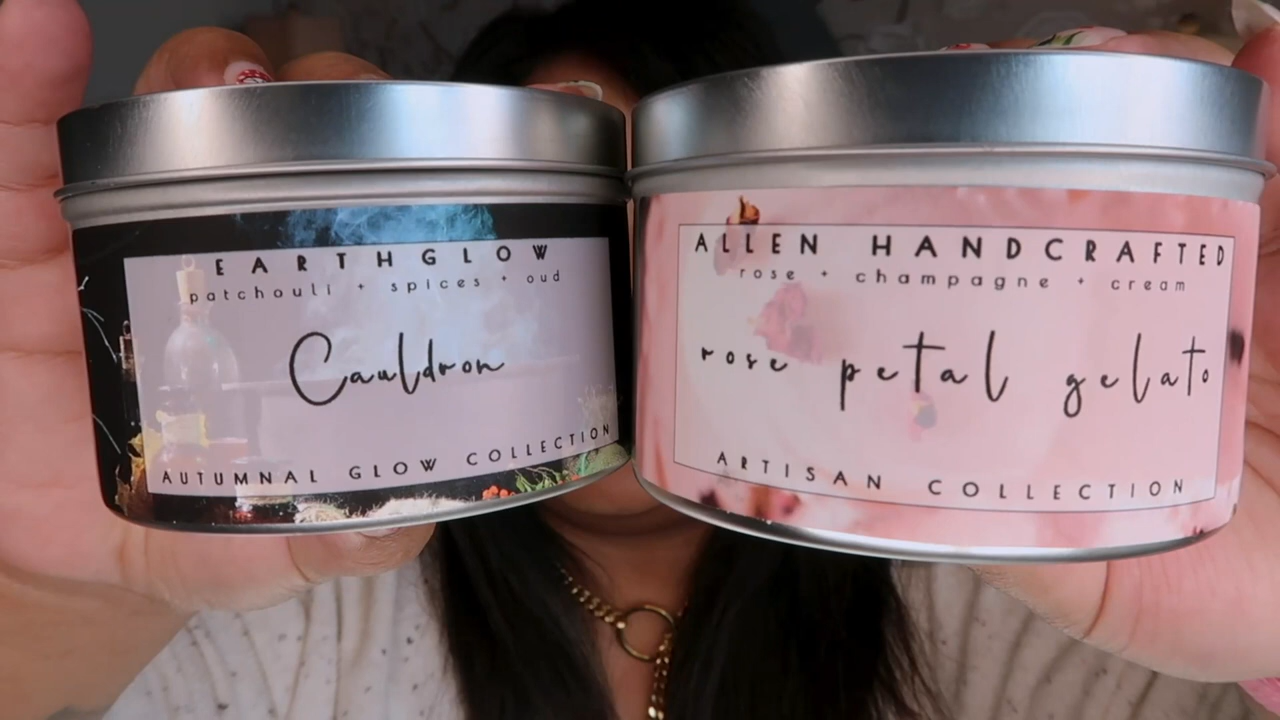 EARTHGLOW
patchouli + spices + oud
Cauldron
AUTUMNAL GLOW COLLECTION
ALLEN HANDCRAFTED
rose + champagne + cream
rose petal gelato
ARTISAN COLLECTION